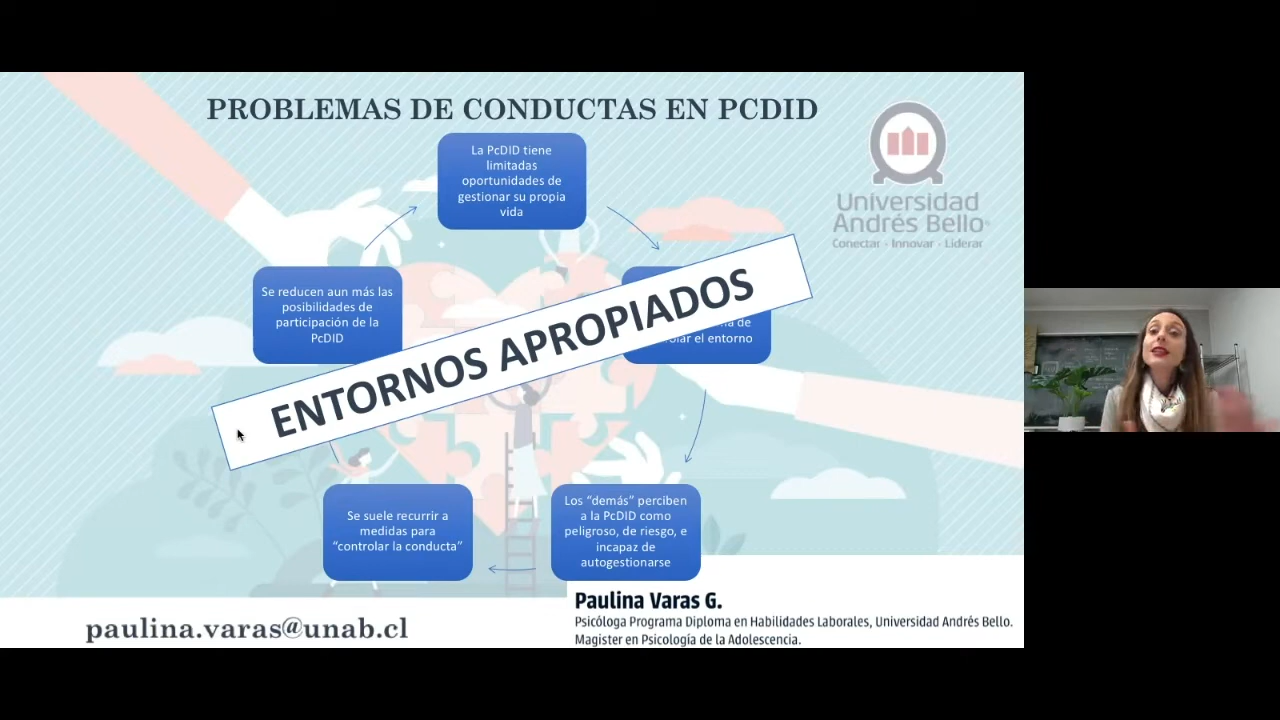 PROBLEMAS DE CONDUCTAS EN PCDID
La PcDID tiene
limitadas
oportunidades de
gestionar su propia
vida
Universidad
Andrés Bello
Conectar - Innovar - Liderar
Se reducen aun más las
posibilidades de
participación de la
PcDID
de
el entorno
ENTORNOS APROPIADOS
Los “demás” perciben
a la PcDID como
peligroso, de riesgo, e
incapaz de
autogestionarse
Se suele recurrir a
medidas para
“controlar la conducta”
Paulina Varas G.
Psicóloga Programa Diploma en Habilidades Laborales, Universidad Andrés Bello.
Magister en Psicología de la Adolescencia.
paulina.varas@unab.cl